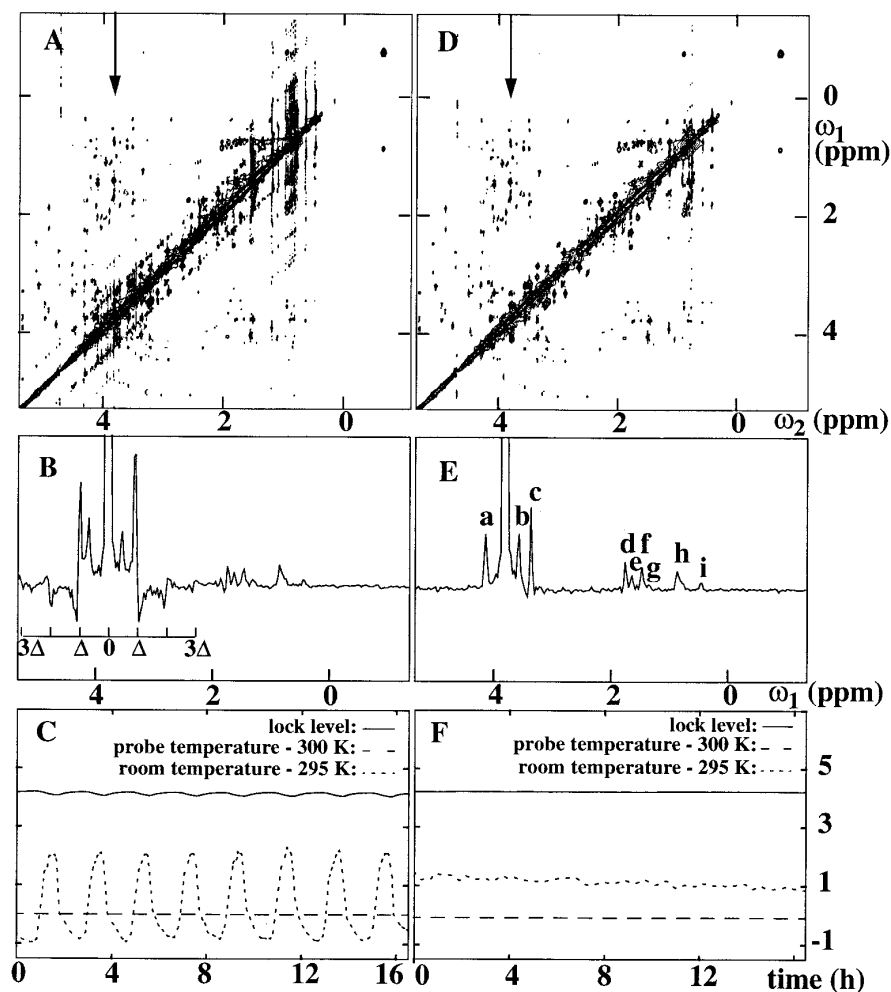 A
D
0
ω1
(ppm)
2
4
4 2 0
4 2 0 ω2 (ppm)
B
3Δ Δ 0 Δ 3Δ
4 2 0
E
a b c d e f g h i
4 2 0 ω1 (ppm)
C
lock level:
probe temperature - 300 K:
room temperature - 295 K:
0 4 8 12 16
F
lock level:
probe temperature - 300 K:
room temperature - 295 K:
5
3
1
-1
0 4 8 12 time (h)